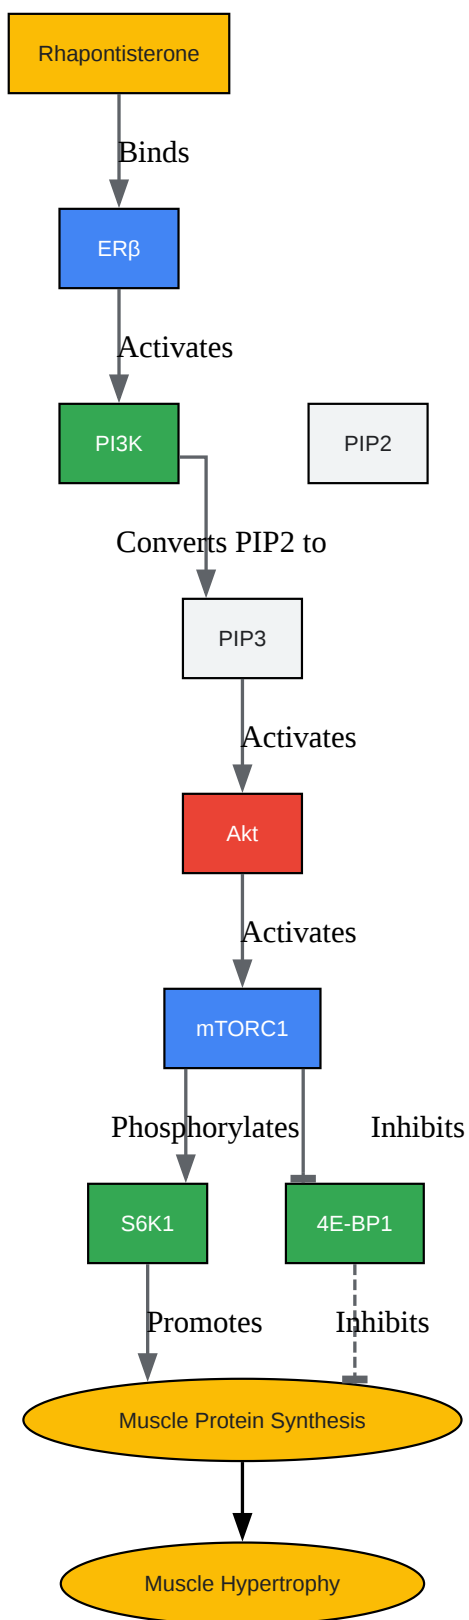 Rhapontisterone
Binds
ERβ
Activates
PI3K
PIP2
Converts PIP2 to
PIP3
Activates
Akt
Activates
mTORC1
Phosphorylates
Inhibits
S6K1
4E-BP1
Promotes
Inhibits
Muscle Protein Synthesis
Muscle Hypertrophy